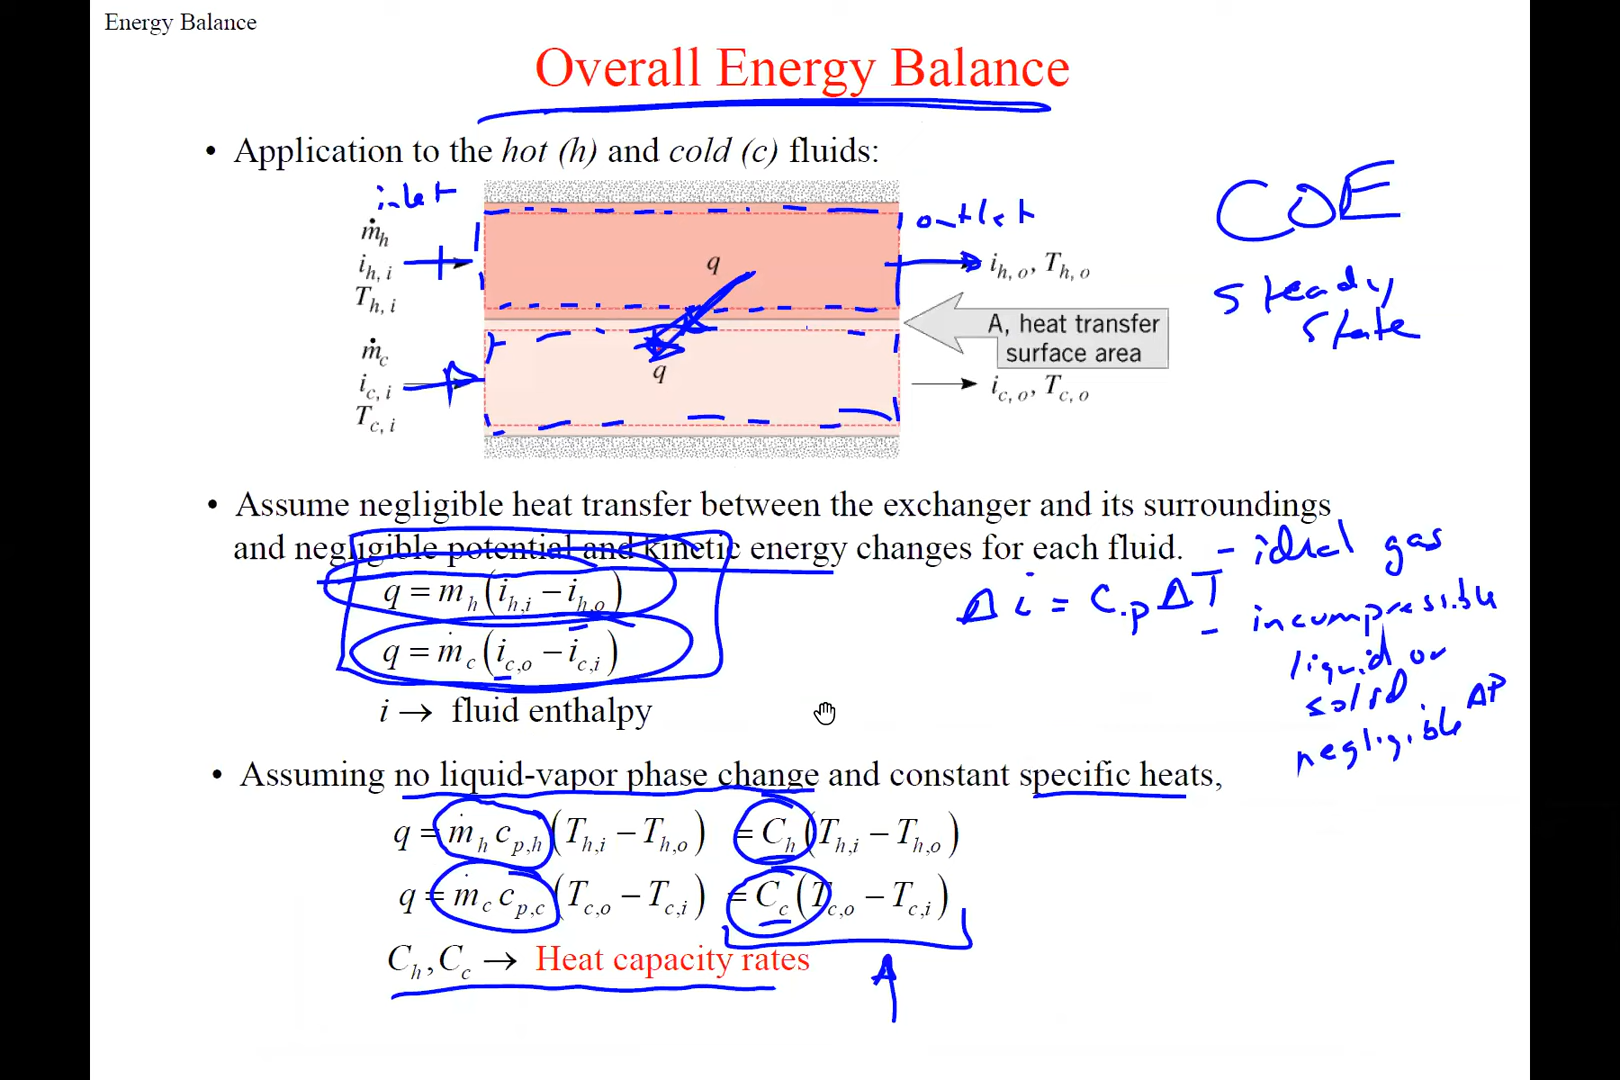 Energy Balance
Overall Energy Balance
• Application to the hot (h) and cold (c) fluids:
inlet
ṁh
ih, i
Th, i
q
outlet
ih, o, Th, o
COE
steady
state
A, heat transfer
surface area
ṁc
ic, i
Tc, i
q
ic, o, Tc, o
• Assume negligible heat transfer between the exchanger and its surroundings
and negligible potential and kinetic energy changes for each fluid.
q = ṁh (ih,i − ih,o)
q = ṁc (ic,o − ic,i)
i → fluid enthalpy
Δi = c.p ΔT
- ideal gas
- incompressible
liquid or
solid
negligible ΔP
• Assuming no liquid-vapor phase change and constant specific heats,
q = ṁh cp,h (Th,i − Th,o) = Ch (Th,i − Th,o)
q = ṁc cp,c (Tc,o − Tc,i) = Cc (Tc,o − Tc,i)
Ch, Cc → Heat capacity rates